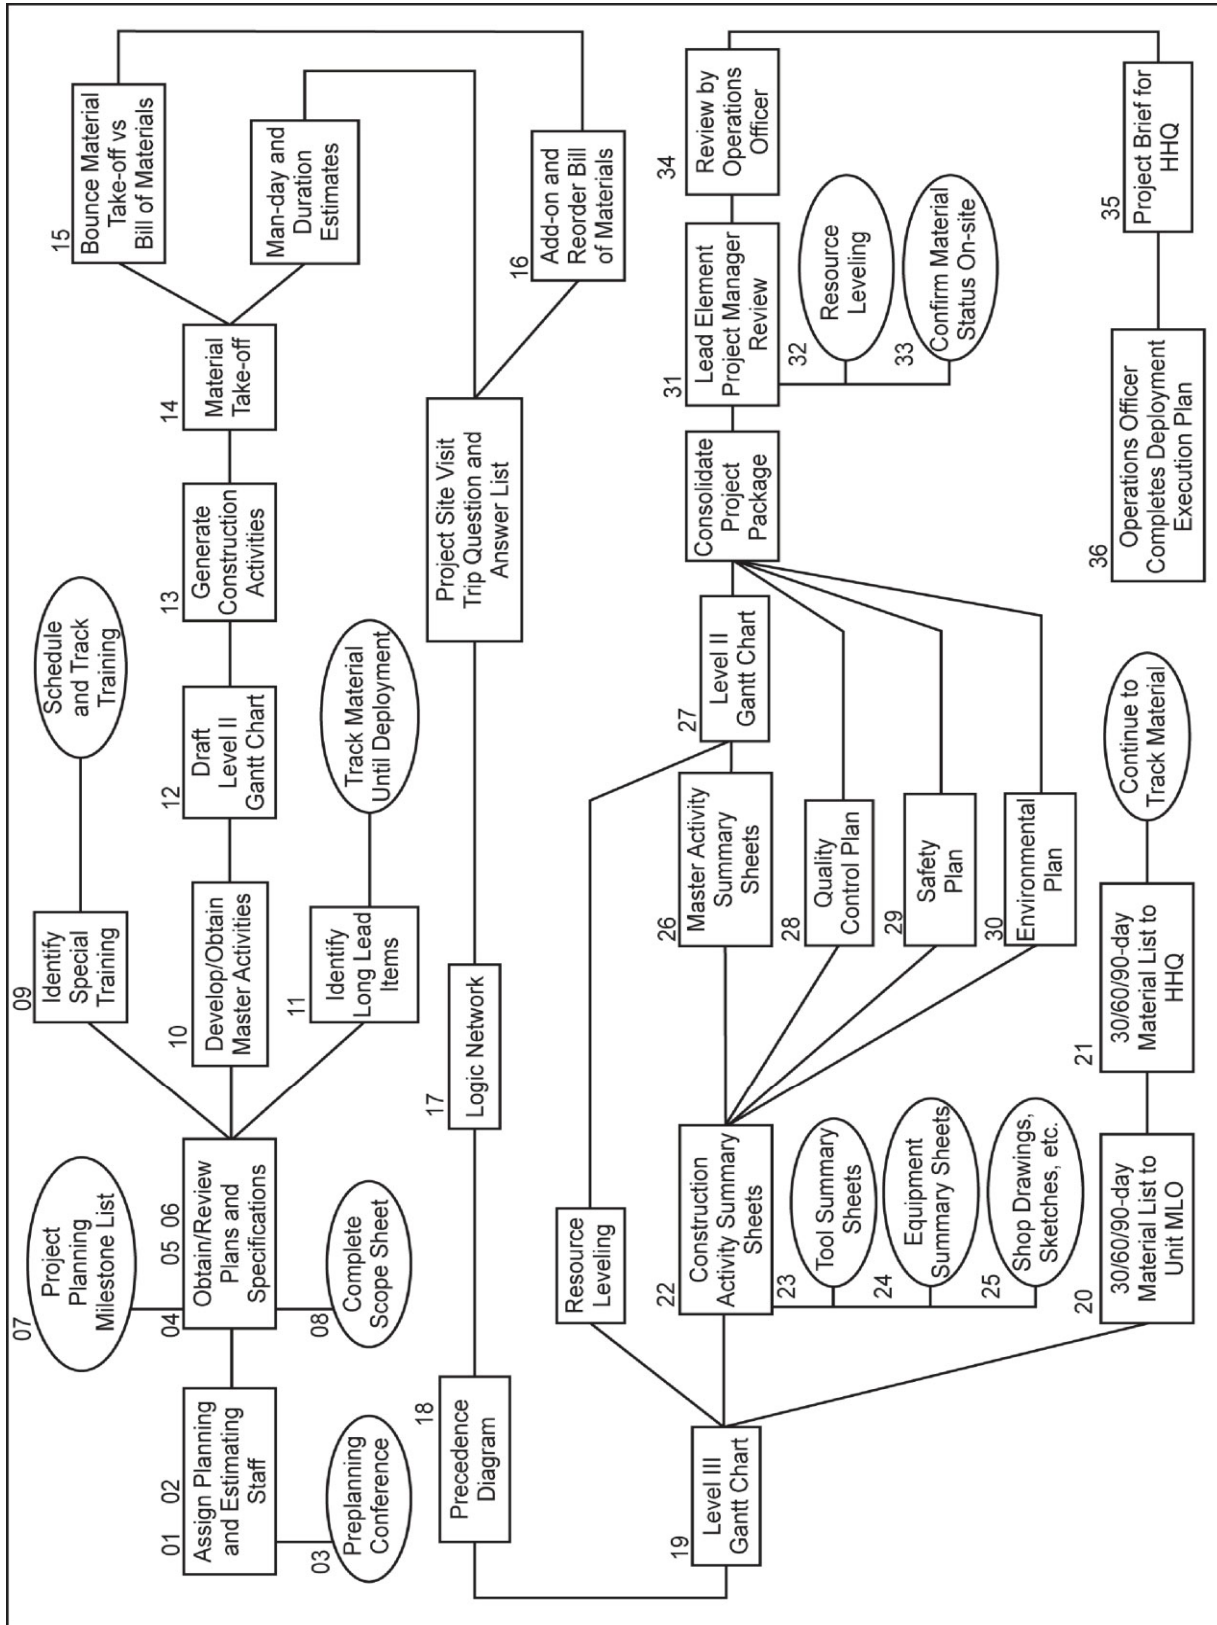 01 02
Assign Planning
and Estimating
Staff
03
Preplanning
Conference
07
Project
Planning
Milestone List
04 05 06
Obtain/Review
Plans and
Specifications
08
Complete
Scope Sheet
09
Identify
Special
Training
Schedule
and Track
Training
10
Develop/Obtain
Master Activities
11
Identify
Long Lead
Items
Track Material
Until Deployment
12
Draft
Level II
Gantt Chart
13
Generate
Construction
Activities
14
Material
Take-off
15
Bounce Material
Take-off vs
Bill of Materials
Man-day and
Duration
Estimates
16
Add-on and
Reorder Bill
of Materials
Project Site Visit
Trip Question and
Answer List
17
Logic Network
18
Precedence
Diagram
19
Level III
Gantt Chart
Resource
Leveling
22
Construction
Activity Summary
Sheets
23
Tool Summary
Sheets
24
Equipment
Summary Sheets
25
Shop Drawings,
Sketches, etc.
20
30/60/90-day
Material List to
Unit MLO
21
30/60/90-day
Material List to
HHQ
Continue to
Track Material
26
Master Activity
Summary
Sheets
27
Level II
Gantt Chart
28
Quality
Control Plan
29
Safety
Plan
30
Environmental
Plan
Consolidate
Project
Package
31
Lead Element
Project Manager
Review
32
Resource
Leveling
33
Confirm Material
Status On-site
34
Review by
Operations
Officer
35
Project Brief for
HHQ
36
Operations Officer
Completes Deployment
Execution Plan